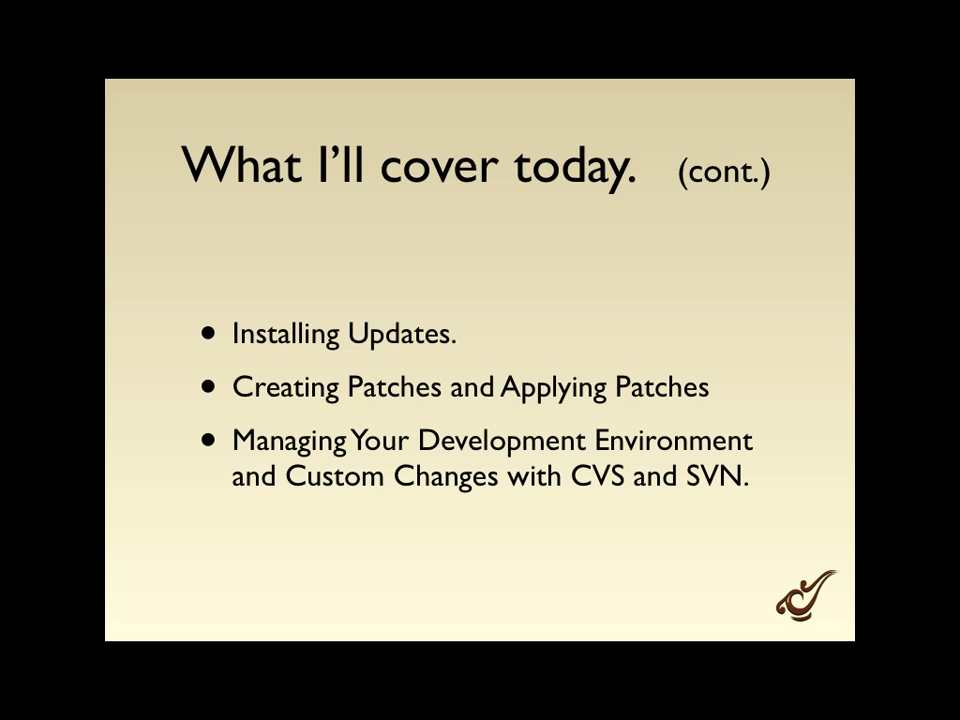 What I’ll cover today. (cont.)
• Installing Updates.
• Creating Patches and Applying Patches
• Managing Your Development Environment
and Custom Changes with CVS and SVN.